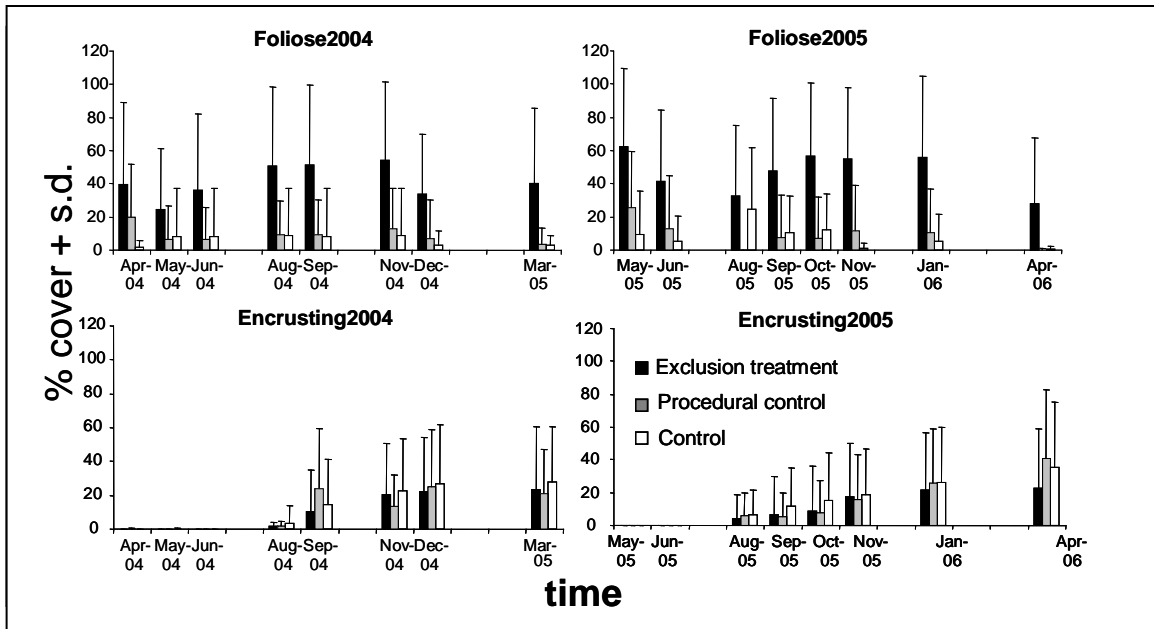 % cover + s.d.
Foliose2004
120
100
80
60
40
20
0
Apr- May- Jun- Aug- Sep- Nov- Dec- Mar-
04 04 04 04 04 04 04 05
Foliose2005
120
100
80
60
40
20
0
May- Jun- Aug- Sep- Oct- Nov- Jan- Apr-
05 05 05 05 05 05 06 06
Encrusting2004
120
100
80
60
40
20
0
Apr- May- Jun- Aug- Sep- Nov- Dec- Mar-
04 04 04 04 04 04 04 05
Encrusting2005
120
100
80
60
40
20
0
Exclusion treatment
Procedural control
Control
May- Jun- Aug- Sep- Oct- Nov- Jan- Apr-
05 05 05 05 05 05 06 06
time